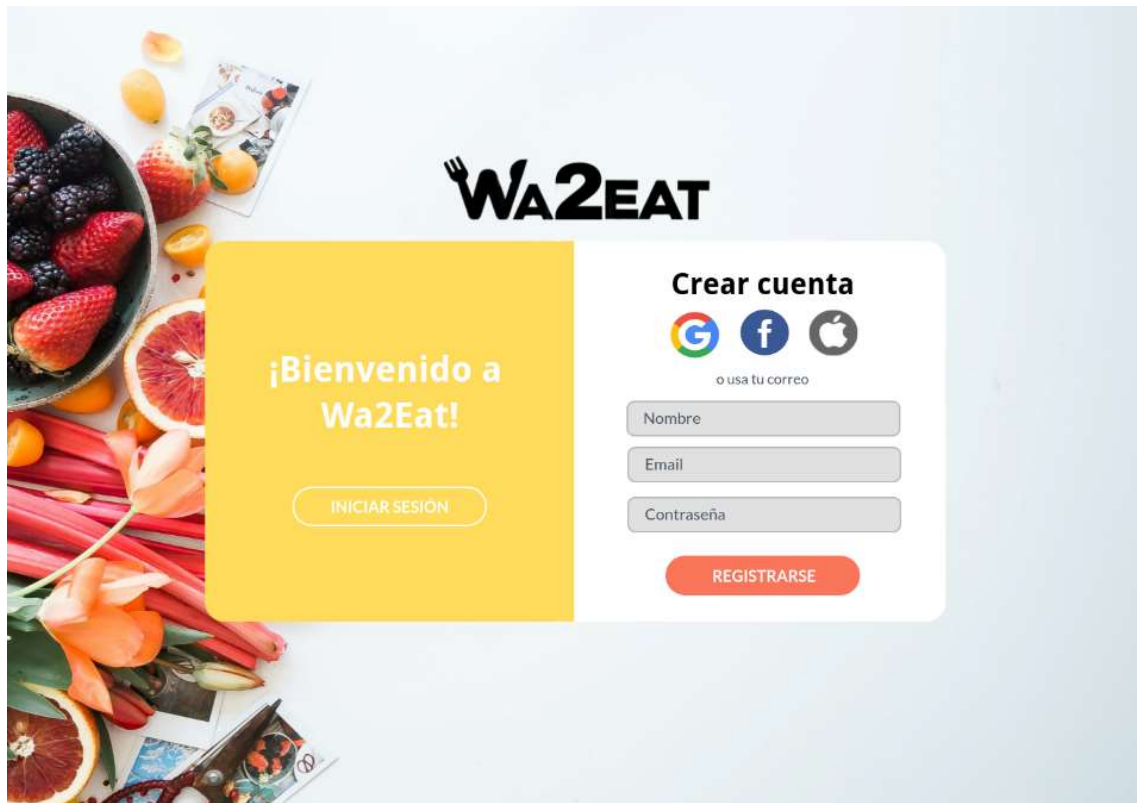 WA2EAT
¡Bienvenido a
Wa2Eat!
INICIAR SESIÓN
Crear cuenta
G f
o usa tu correo
Nombre
Email
Contraseña
REGISTRARSE